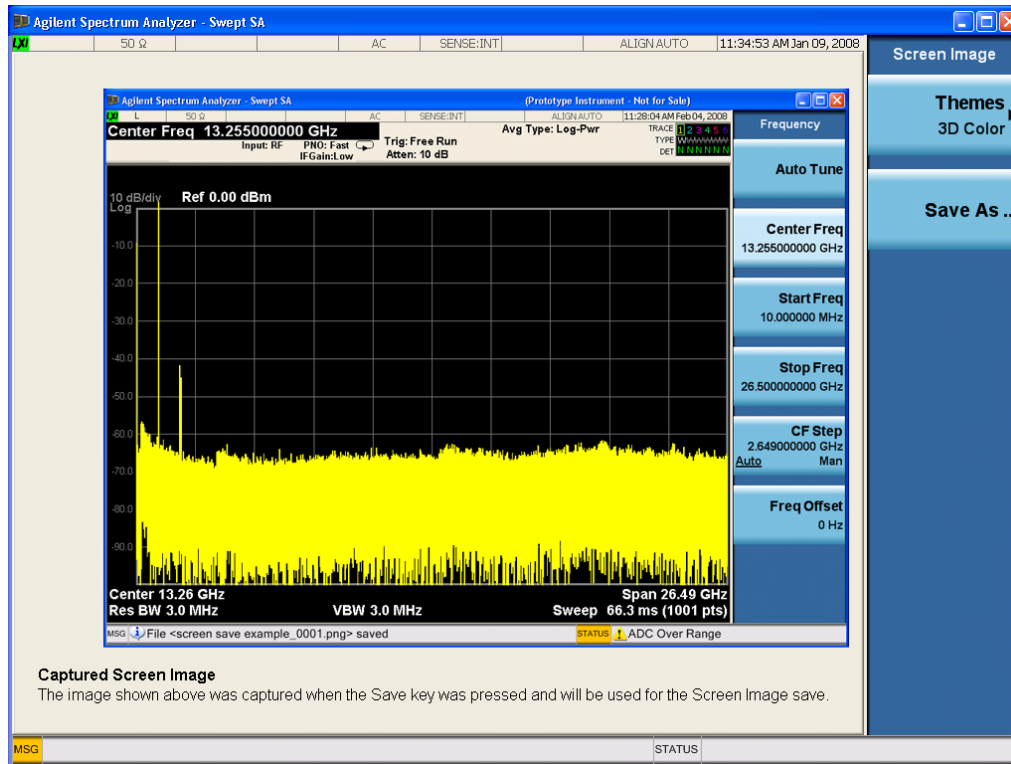 Agilent Spectrum Analyzer - Swept SA
LXI 50 Ω AC SENSE:INT ALIGN AUTO 11:34:53 AM Jan 09, 2008
Screen Image
Themes
3D Color
Save As ..
Agilent Spectrum Analyzer - Swept SA (Prototype Instrument - Not for Sale)
LXI L 50 Ω AC SENSE:INT ALIGN AUTO 11:28:04 AM Feb 04, 2008
Center Freq 13.255000000 GHz
Input: RF PNO: Fast
IFGain:Low
Trig: Free Run
Atten: 10 dB
Avg Type: Log-Pwr
TRACE 1 2 3 4 5 6
TYPE WWWWWW
DET N N N N N N
Frequency
Auto Tune
Center Freq
13.255000000 GHz
Start Freq
10.000000 MHz
Stop Freq
26.500000000 GHz
CF Step
2.649000000 GHz
Auto Man
Freq Offset
0 Hz
10 dB/div Ref 0.00 dBm
Log
-10.0
-20.0
-30.0
-40.0
-50.0
-60.0
-70.0
-80.0
-90.0
Center 13.26 GHz Span 26.49 GHz
Res BW 3.0 MHz VBW 3.0 MHz Sweep 66.3 ms (1001 pts)
MSG File <screen save example_0001.png> saved STATUS ADC Over Range
Captured Screen Image
The image shown above was captured when the Save key was pressed and will be used for the Screen Image save.
MSG STATUS